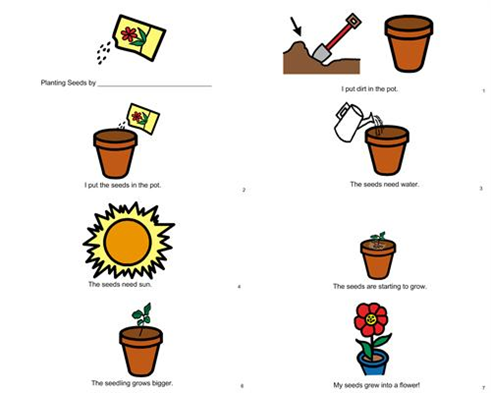 Planting Seeds by ______________________________
I put dirt in the pot.
1
I put the seeds in the pot.
2
The seeds need water.
3
The seeds need sun.
4
The seeds are starting to grow.
The seedling grows bigger.
6
My seeds grew into a flower!
7